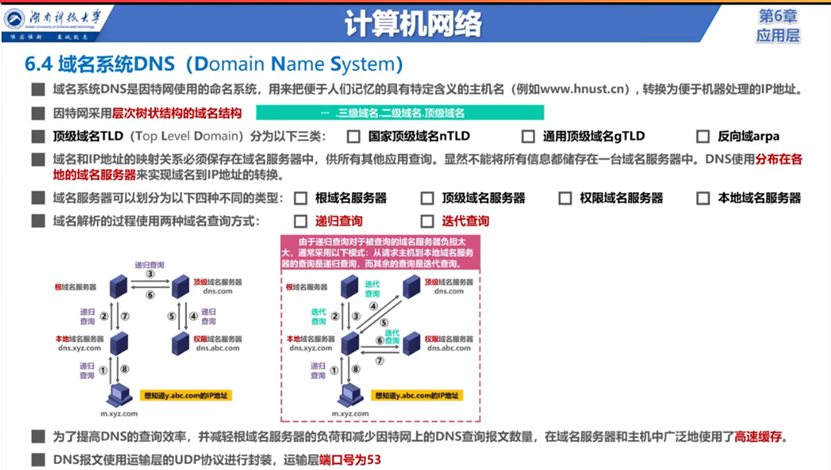 湖南科技大学
Hunan University of Science and Technology
唯实惟新 至诚致志
计算机网络
第6章
应用层
6.4 域名系统DNS（Domain Name System）
域名系统DNS是因特网使用的命名系统，用来把便于人们记忆的具有特定含义的主机名（例如www.hnust.cn）, 转换为便于机器处理的IP地址。
因特网采用层次树状结构的域名结构
… .三级域名.二级域名.顶级域名
顶级域名TLD（Top Level Domain）分为以下三类： 国家顶级域名nTLD 通用顶级域名gTLD 反向域arpa
域名和IP地址的映射关系必须保存在域名服务器中，供所有其他应用查询。显然不能将所有信息都储存在一台域名服务器中。DNS使用分布在各
地的域名服务器来实现域名到IP地址的转换。
域名服务器可以划分为以下四种不同的类型： 根域名服务器 顶级域名服务器 权限域名服务器 本地域名服务器
域名解析的过程使用两种域名查询方式： 递归查询 迭代查询
递归查询
③
根域名服务器
⑥
顶级域名服务器
dns.com
递归
查询
② ⑦
⑤ ④
递归
查询
本地域名服务器
dns.xyz.com
权限域名服务器
dns.abc.com
递归
查询
① ⑧
想知道y.abc.com的IP地址
m.xyz.com
由于递归查询对于被查询的域名服务器负担太
大，通常采用以下模式：从请求主机到本地域名服务
器的查询是递归查询，而其余的查询是迭代查询。
根域名服务器
迭代
查询
顶级域名服务器
dns.com
迭代
查询
② ③
④
⑤
本地域名服务器
dns.xyz.com
迭代
⑥查询
⑦
权限域名服务器
dns.abc.com
递归
查询
① ⑧
想知道y.abc.com的IP地址
m.xyz.com
为了提高DNS的查询效率，并减轻根域名服务器的负荷和减少因特网上的DNS查询报文数量，在域名服务器和主机中广泛地使用了高速缓存。
DNS报文使用运输层的UDP协议进行封装，运输层端口号为53